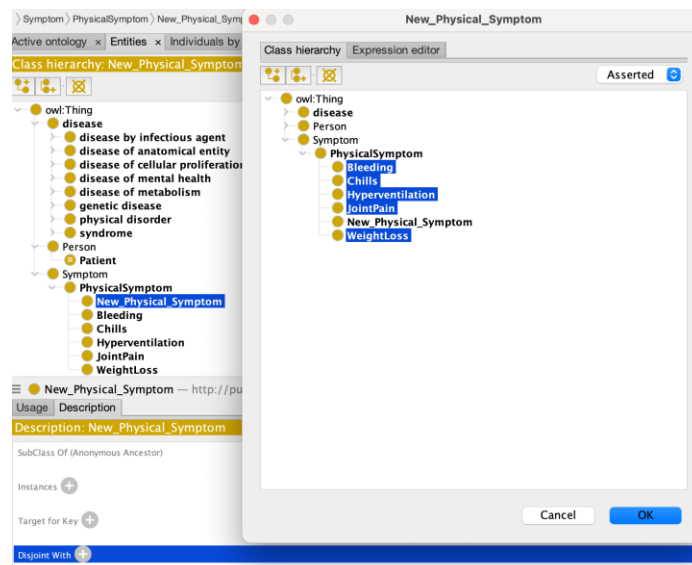 〉Symptom 〉PhysicalSymptom 〉New_Physical_Sym
Active ontology × Entities × Individuals by
Class hierarchy: New_Physical_Symptom
owl:Thing
disease
disease by infectious agent
disease of anatomical entity
disease of cellular proliferation
disease of mental health
disease of metabolism
genetic disease
physical disorder
syndrome
Person
Patient
Symptom
PhysicalSymptom
New_Physical_Symptom
Bleeding
Chills
Hyperventilation
JointPain
WeightLoss
New_Physical_Symptom — http://pu
Usage Description
Description: New_Physical_Symptom
SubClass Of (Anonymous Ancestor)
Instances
Target for Key
Disjoint With
New_Physical_Symptom
Class hierarchy Expression editor
Asserted
owl:Thing
disease
Person
Symptom
PhysicalSymptom
Bleeding
Chills
Hyperventilation
JointPain
New_Physical_Symptom
WeightLoss
Cancel OK